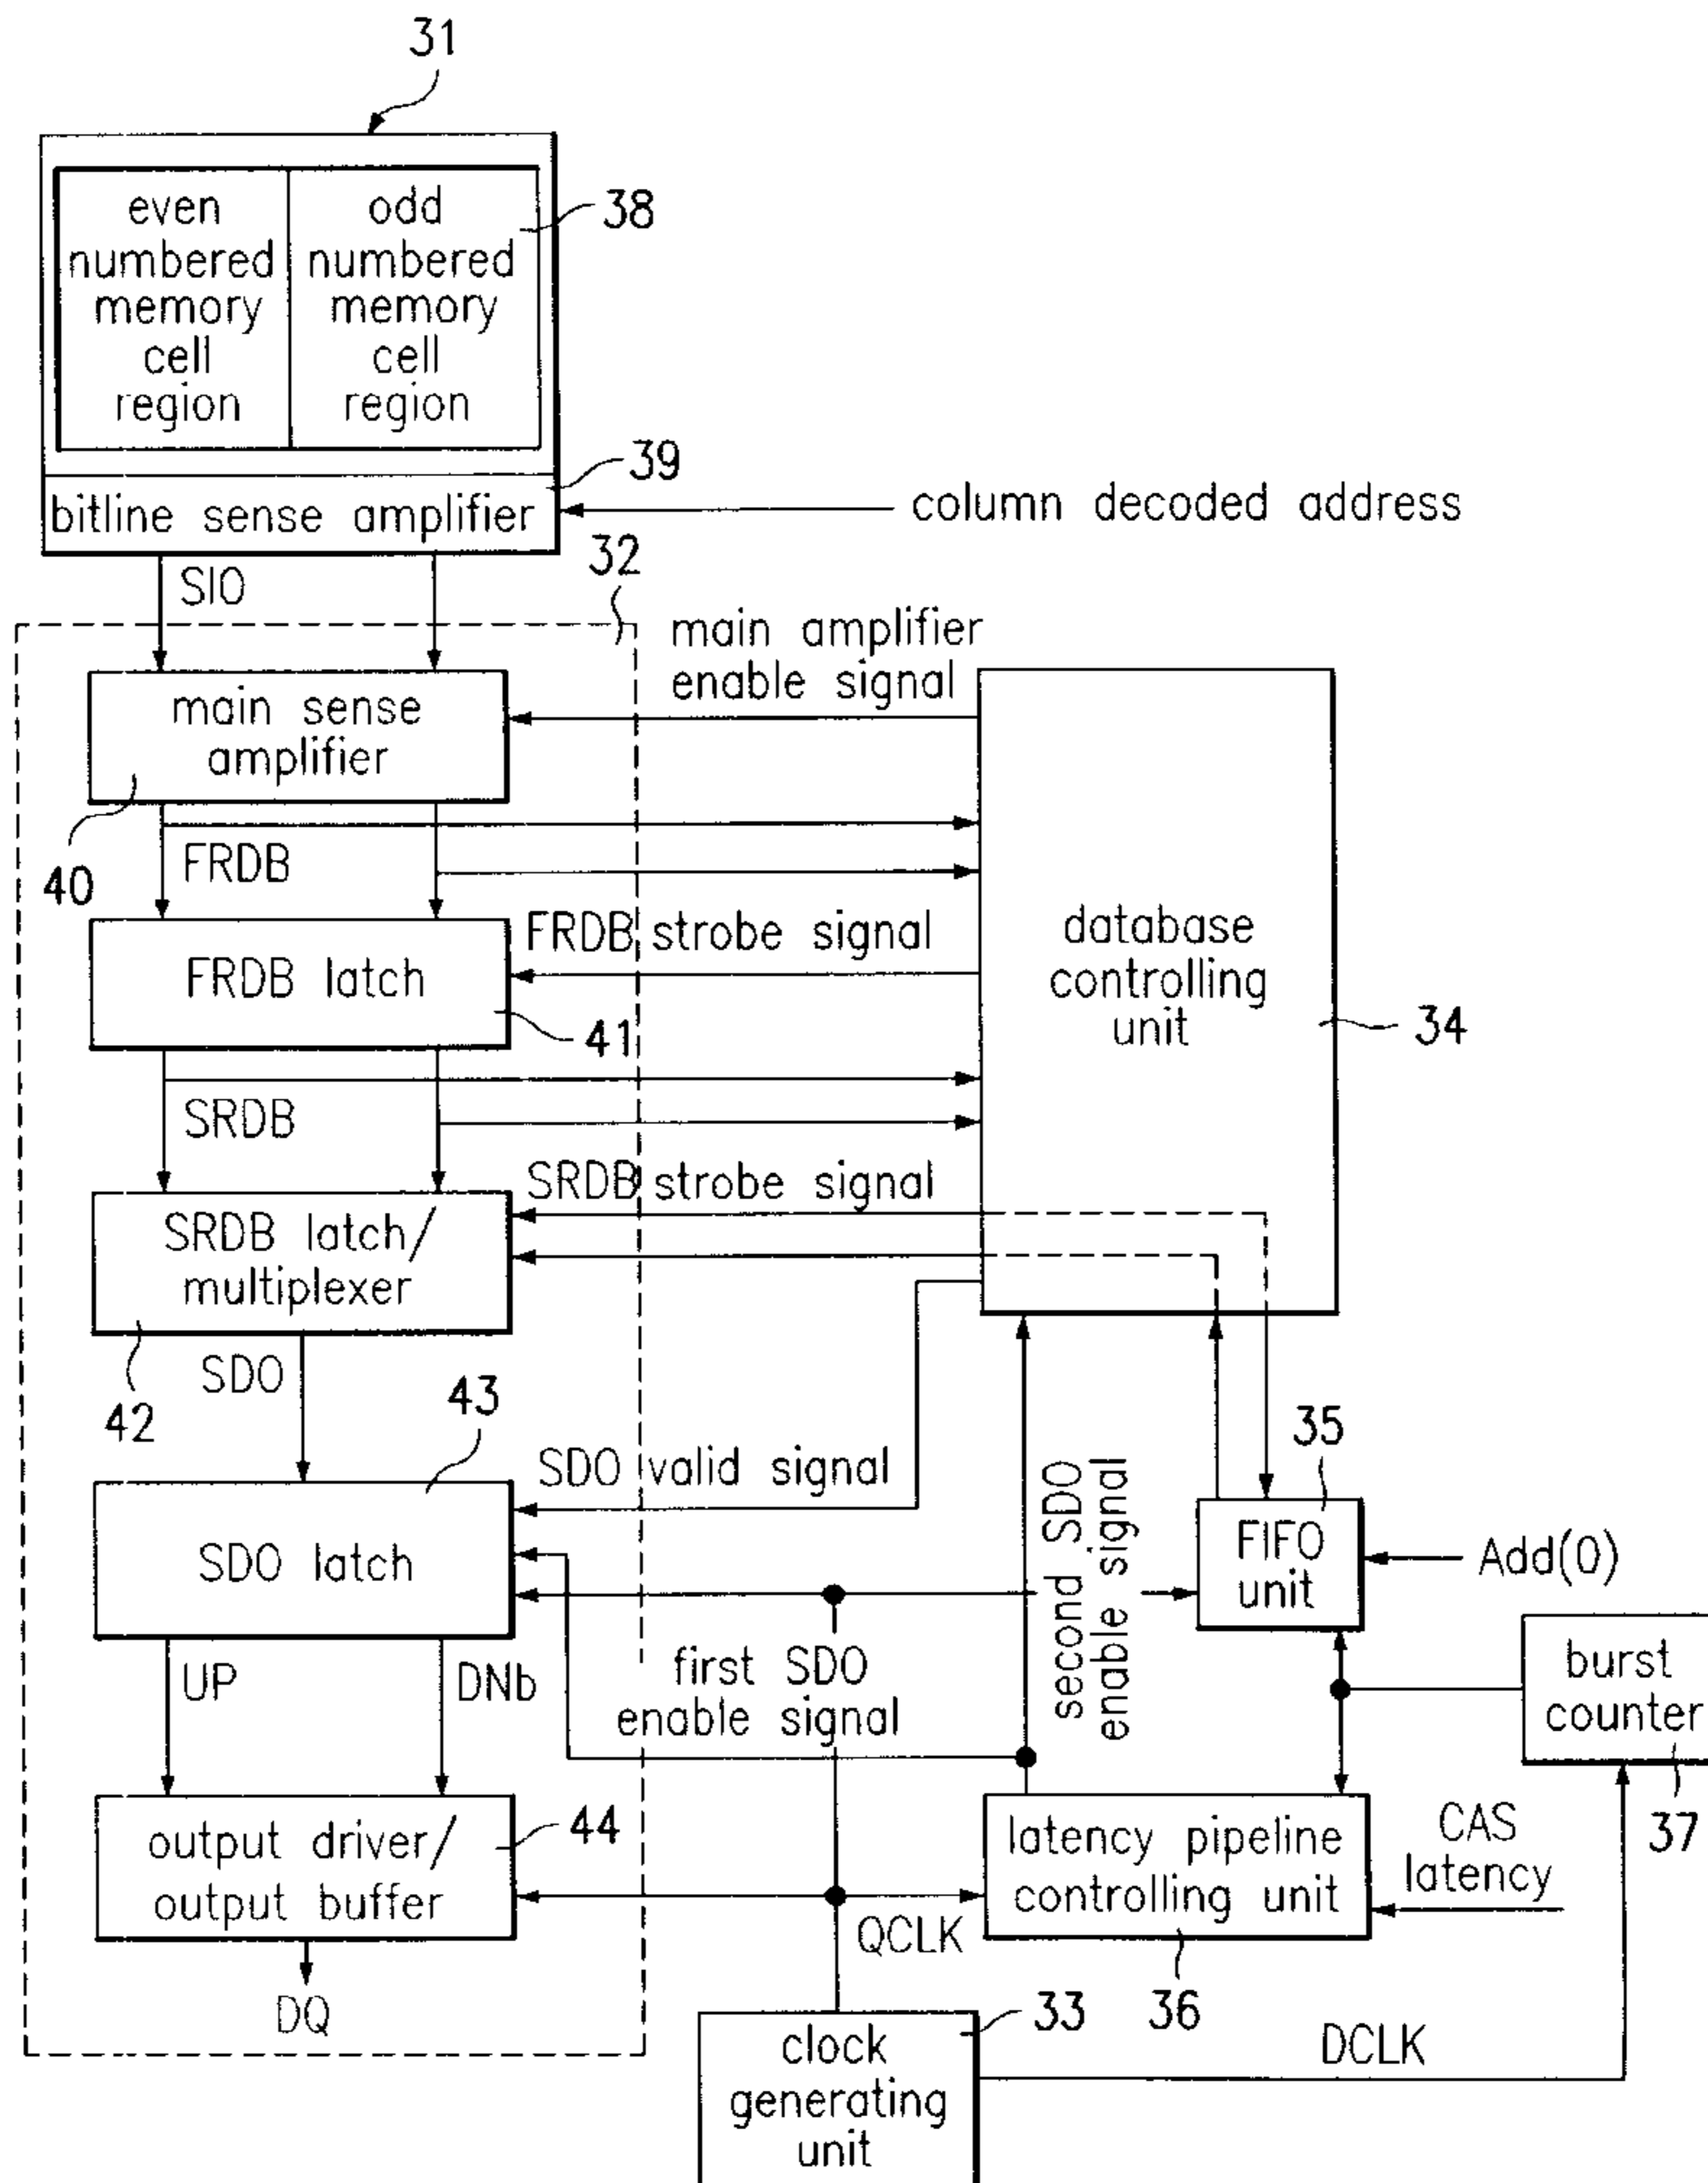 31
even
numbered
memory
cell
region
odd
numbered
memory
cell
region
38
39
bitline sense amplifier
column decoded address
SIO
32
main amplifier
enable signal
main sense
amplifier
40
FRDB
FRDB strobe signal
FRDB latch
41
database
controlling
unit
34
SRDB
SRDB strobe signal
SRDB latch/
multiplexer
42
SDO
43
SDO valid signal
SDO latch
second SDO
enable signal
35
FIFO
unit
Add(0)
UP
DNb
first SDO
enable signal
burst
counter
37
output driver/
output buffer
44
latency pipeline
controlling unit
CAS
latency
QCLK
36
DQ
33
clock
generating
unit
DCLK